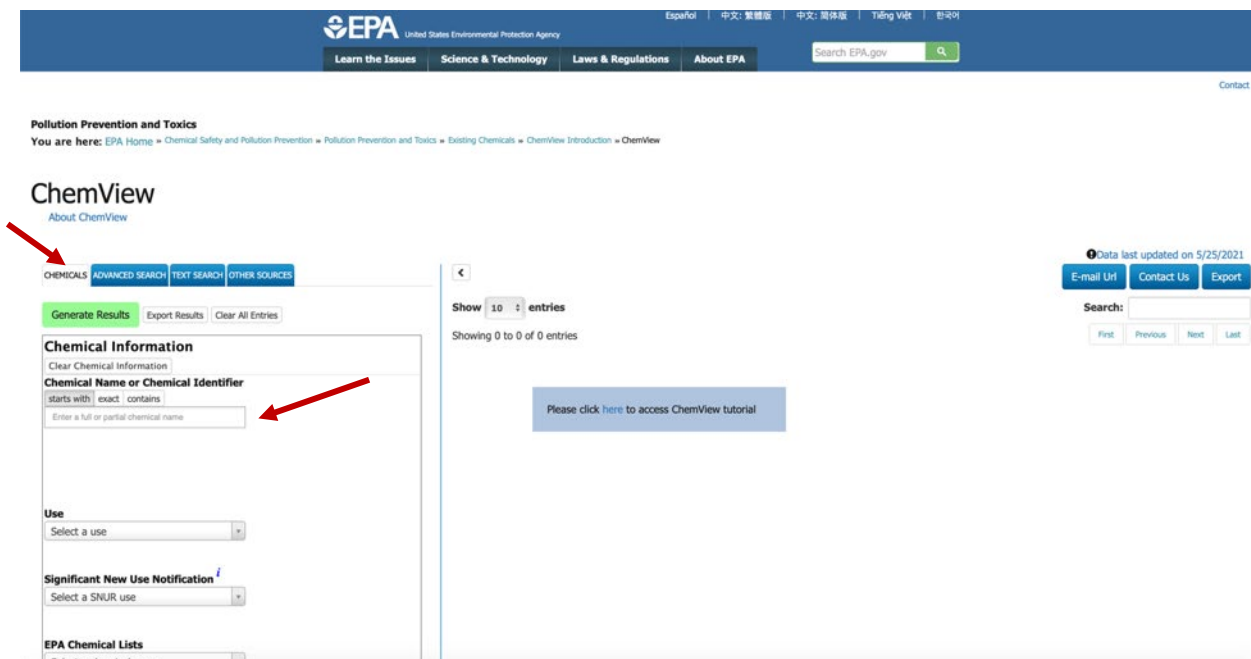 Español | 中文: 繁體版 | 中文: 简体版 | Tiếng Việt | 한국어
EPA United States Environmental Protection Agency
Learn the Issues Science & Technology Laws & Regulations About EPA Search EPA.gov
Contact
Pollution Prevention and Toxics
You are here: EPA Home » Chemical Safety and Pollution Prevention » Pollution Prevention and Toxics » Existing Chemicals » ChemView Introduction » ChemView
ChemView
About ChemView
Data last updated on 5/25/2021
CHEMICALS ADVANCED SEARCH TEXT SEARCH OTHER SOURCES
E-mail Url Contact Us Export
Generate Results Export Results Clear All Entries
Show 10 entries
Search:
Showing 0 to 0 of 0 entries
First Previous Next Last
Chemical Information
Clear Chemical Information
Chemical Name or Chemical Identifier
starts with exact contains
Enter a full or partial chemical name
Please click here to access ChemView tutorial
Use
Select a use
Significant New Use Notification i
Select a SNUR use
EPA Chemical Lists